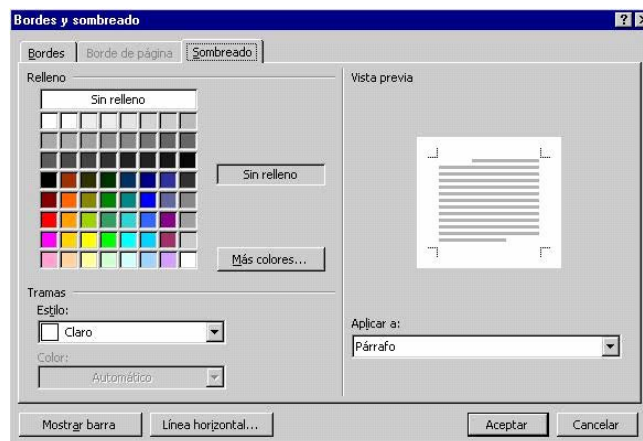 Bordes y sombreado
Bordes
Borde de página
Sombreado
Relleno
Sin relleno
Sin relleno
Más colores...
Tramas
Estilo:
Claro
Color:
Automático
Vista previa
Aplicar a:
Párrafo
Mostrar barra
Línea horizontal...
Aceptar
Cancelar